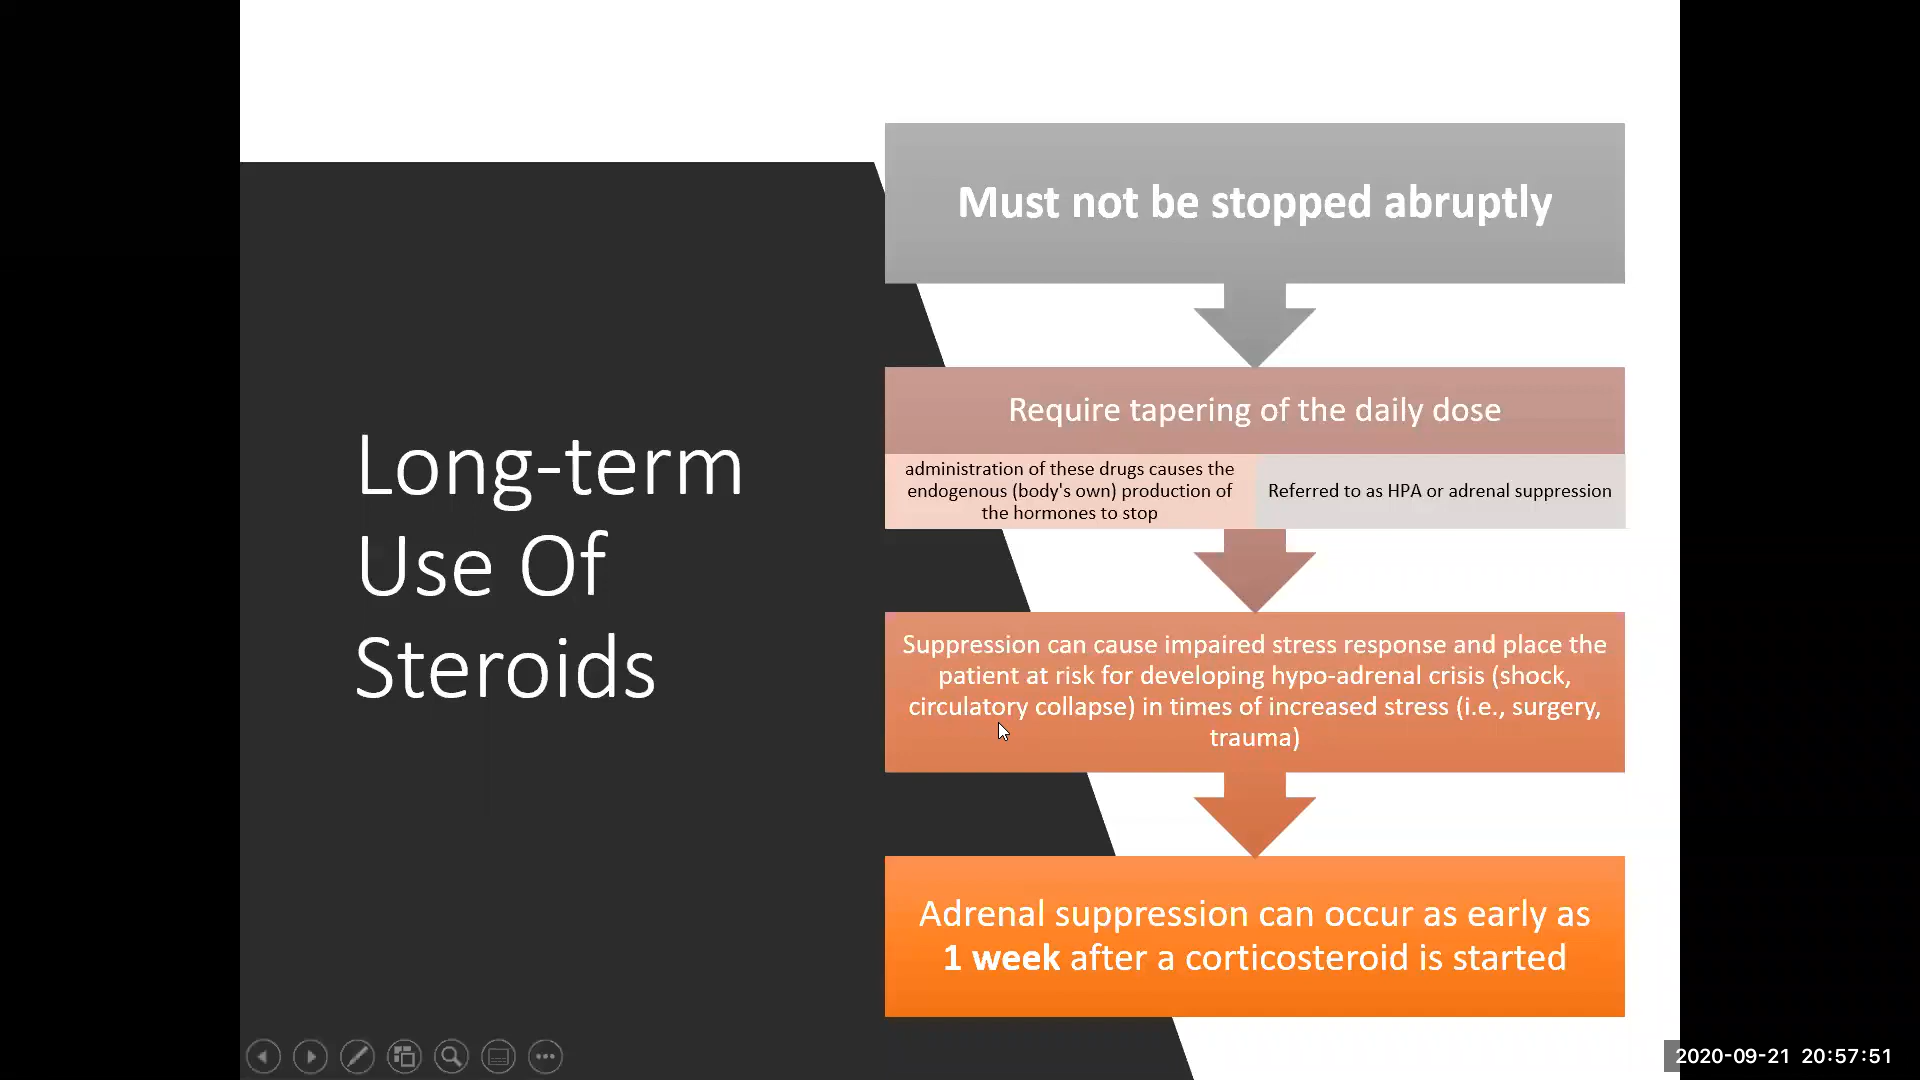 Long-term
Use Of
Steroids
Must not be stopped abruptly
Require tapering of the daily dose
administration of these drugs causes the
endogenous (body's own) production of
the hormones to stop
Referred to as HPA or adrenal suppression
Suppression can cause impaired stress response and place the
patient at risk for developing hypo-adrenal crisis (shock,
circulatory collapse) in times of increased stress (i.e., surgery,
trauma)
Adrenal suppression can occur as early as
1 week after a corticosteroid is started
2020-09-21 20:57:51